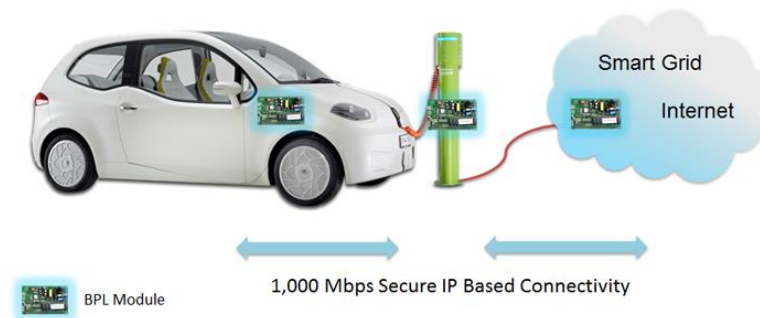 Smart Grid
Internet
1,000 Mbps Secure IP Based Connectivity
BPL Module